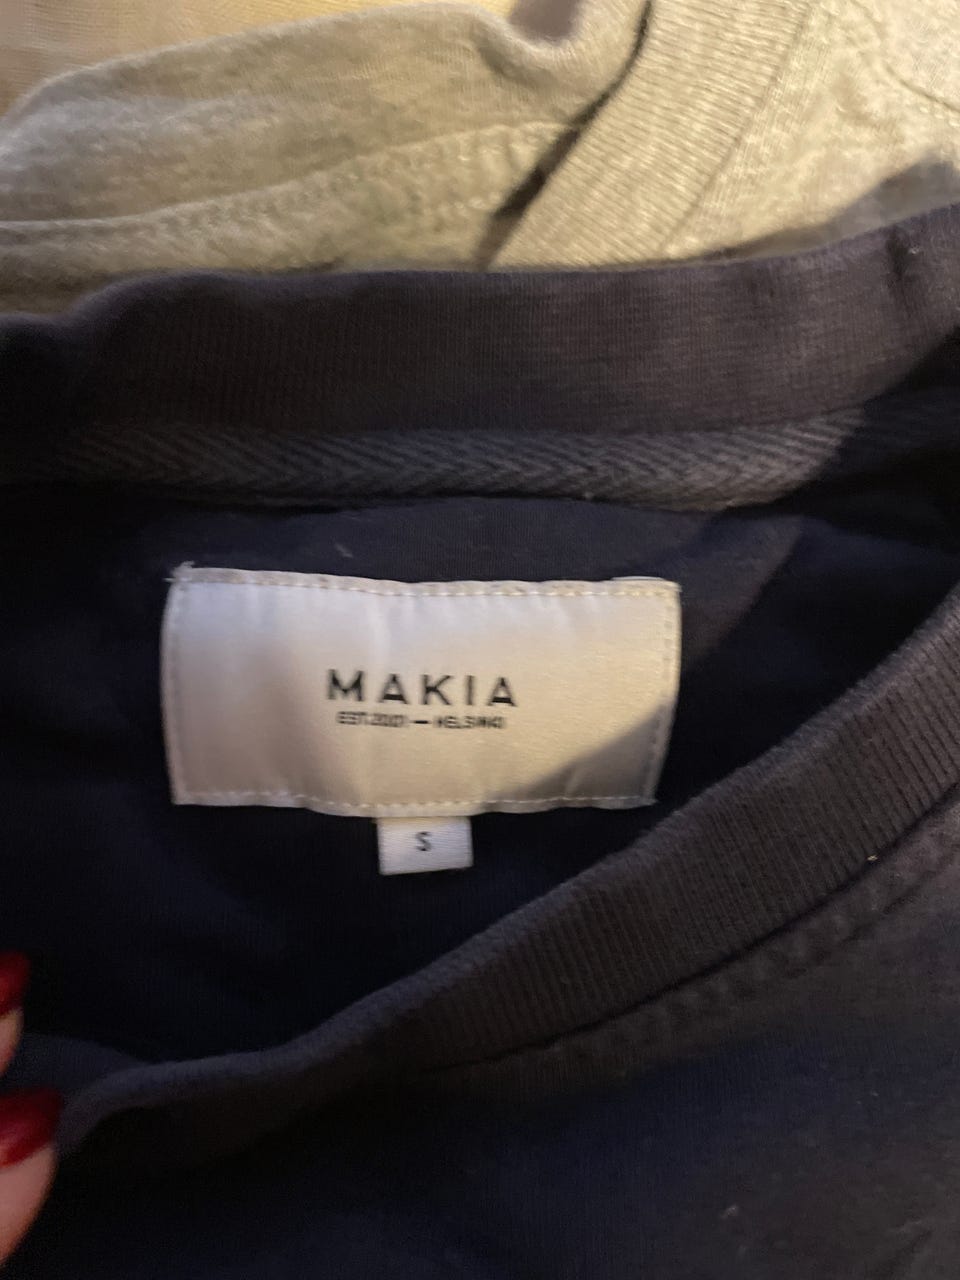 MAKIA
EST.2001 — HELSINKI
S